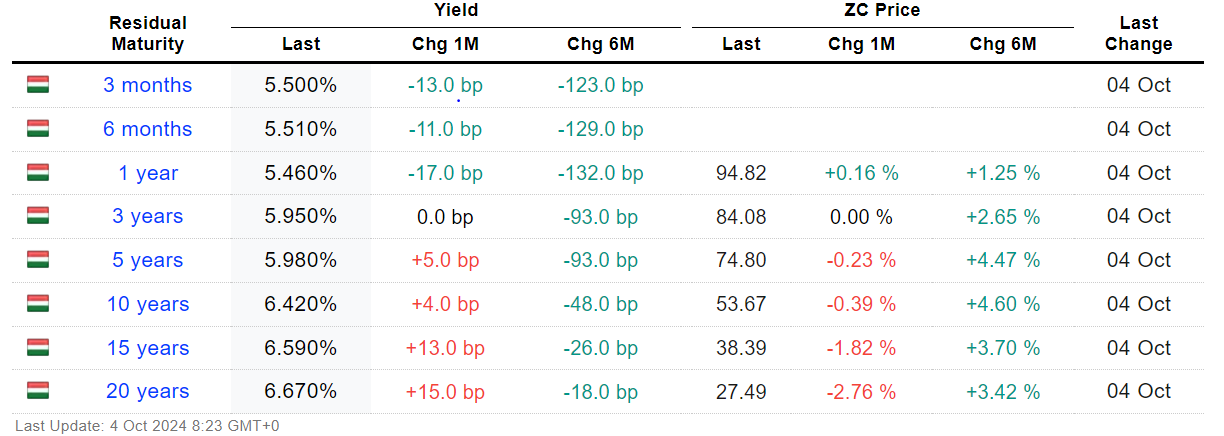 Residual Maturity Yield ZC Price Last Change
Last Chg 1M Chg 6M Last Chg 1M Chg 6M
3 months 5.500% -13.0 bp -123.0 bp 04 Oct
6 months 5.510% -11.0 bp -129.0 bp 04 Oct
1 year 5.460% -17.0 bp -132.0 bp 94.82 +0.16 % +1.25 % 04 Oct
3 years 5.950% 0.0 bp -93.0 bp 84.08 0.00 % +2.65 % 04 Oct
5 years 5.980% +5.0 bp -93.0 bp 74.80 -0.23 % +4.47 % 04 Oct
10 years 6.420% +4.0 bp -48.0 bp 53.67 -0.39 % +4.60 % 04 Oct
15 years 6.590% +13.0 bp -26.0 bp 38.39 -1.82 % +3.70 % 04 Oct
20 years 6.670% +15.0 bp -18.0 bp 27.49 -2.76 % +3.42 % 04 Oct
Last Update: 4 Oct 2024 8:23 GMT+0